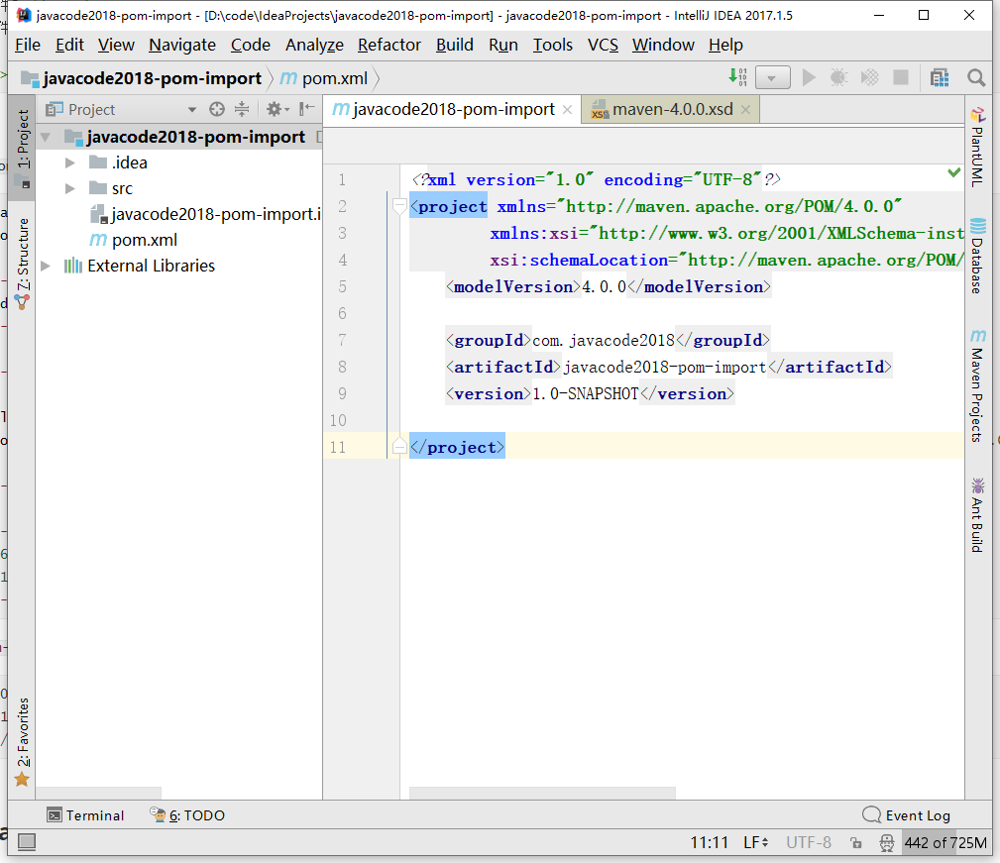 javacode2018-pom-import - [D:\code\IdeaProjects\javacode2018-pom-import] - javacode2018-pom-import - IntelliJ IDEA 2017.1.5
File Edit View Navigate Code Analyze Refactor Build Run Tools VCS Window Help
javacode2018-pom-import pom.xml
Project
javacode2018-pom-import
maven-4.0.0.xsd
1: Project
7: Structure
2: Favorites
javacode2018-pom-import
.idea
src
javacode2018-pom-import.i
pom.xml
External Libraries
1 <?xml version="1.0" encoding="UTF-8"?>
2 <project xmlns="http://maven.apache.org/POM/4.0.0"
3 xmlns:xsi="http://www.w3.org/2001/XMLSchema-inst
4 xsi:schemaLocation="http://maven.apache.org/POM/
5 <modelVersion>4.0.0</modelVersion>
6
7 <groupId>com.javacode2018</groupId>
8 <artifactId>javacode2018-pom-import</artifactId>
9 <version>1.0-SNAPSHOT</version>
10
11 </project>
PlantUML
Database
Maven Projects
Ant Build
Terminal 6: TODO Event Log
11:11 LF UTF-8 442 of 725M